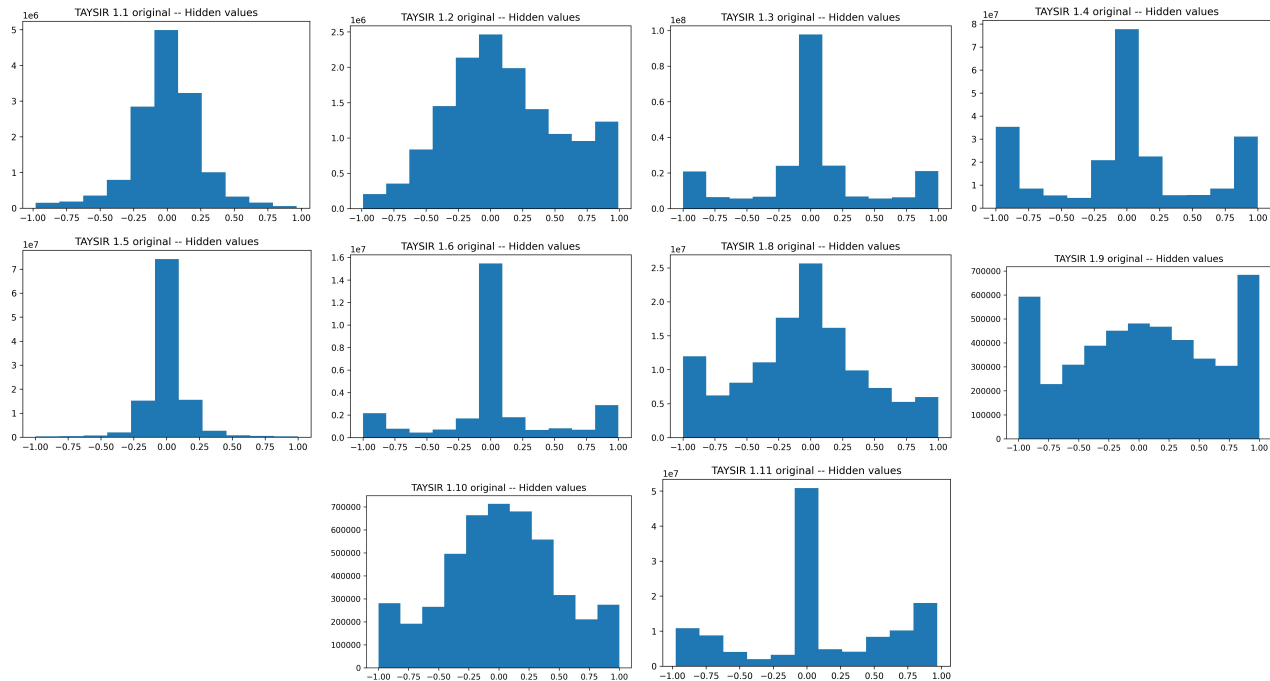 TAYSIR 1.1 original -- Hidden values
1e6
5
4
3
2
1
0
−1.00 −0.75 −0.50 −0.25 0.00 0.25 0.50 0.75 1.00
TAYSIR 1.2 original -- Hidden values
1e6
2.5
2.0
1.5
1.0
0.5
0.0
−1.00 −0.75 −0.50 −0.25 0.00 0.25 0.50 0.75 1.00
TAYSIR 1.3 original -- Hidden values
1e8
1.0
0.8
0.6
0.4
0.2
0.0
−1.00 −0.75 −0.50 −0.25 0.00 0.25 0.50 0.75 1.00
TAYSIR 1.4 original -- Hidden values
1e7
8
7
6
5
4
3
2
1
0
−1.00 −0.75 −0.50 −0.25 0.00 0.25 0.50 0.75 1.00
TAYSIR 1.5 original -- Hidden values
1e7
7
6
5
4
3
2
1
0
−1.00 −0.75 −0.50 −0.25 0.00 0.25 0.50 0.75 1.00
TAYSIR 1.6 original -- Hidden values
1e7
1.6
1.4
1.2
1.0
0.8
0.6
0.4
0.2
0.0
−1.00 −0.75 −0.50 −0.25 0.00 0.25 0.50 0.75 1.00
TAYSIR 1.8 original -- Hidden values
1e7
2.5
2.0
1.5
1.0
0.5
0.0
−1.00 −0.75 −0.50 −0.25 0.00 0.25 0.50 0.75 1.00
TAYSIR 1.9 original -- Hidden values
700000
600000
500000
400000
300000
200000
100000
0
−1.00 −0.75 −0.50 −0.25 0.00 0.25 0.50 0.75 1.00
TAYSIR 1.10 original -- Hidden values
700000
600000
500000
400000
300000
200000
100000
0
−1.00 −0.75 −0.50 −0.25 0.00 0.25 0.50 0.75 1.00
TAYSIR 1.11 original -- Hidden values
1e7
5
4
3
2
1
0
−1.00 −0.75 −0.50 −0.25 0.00 0.25 0.50 0.75 1.00